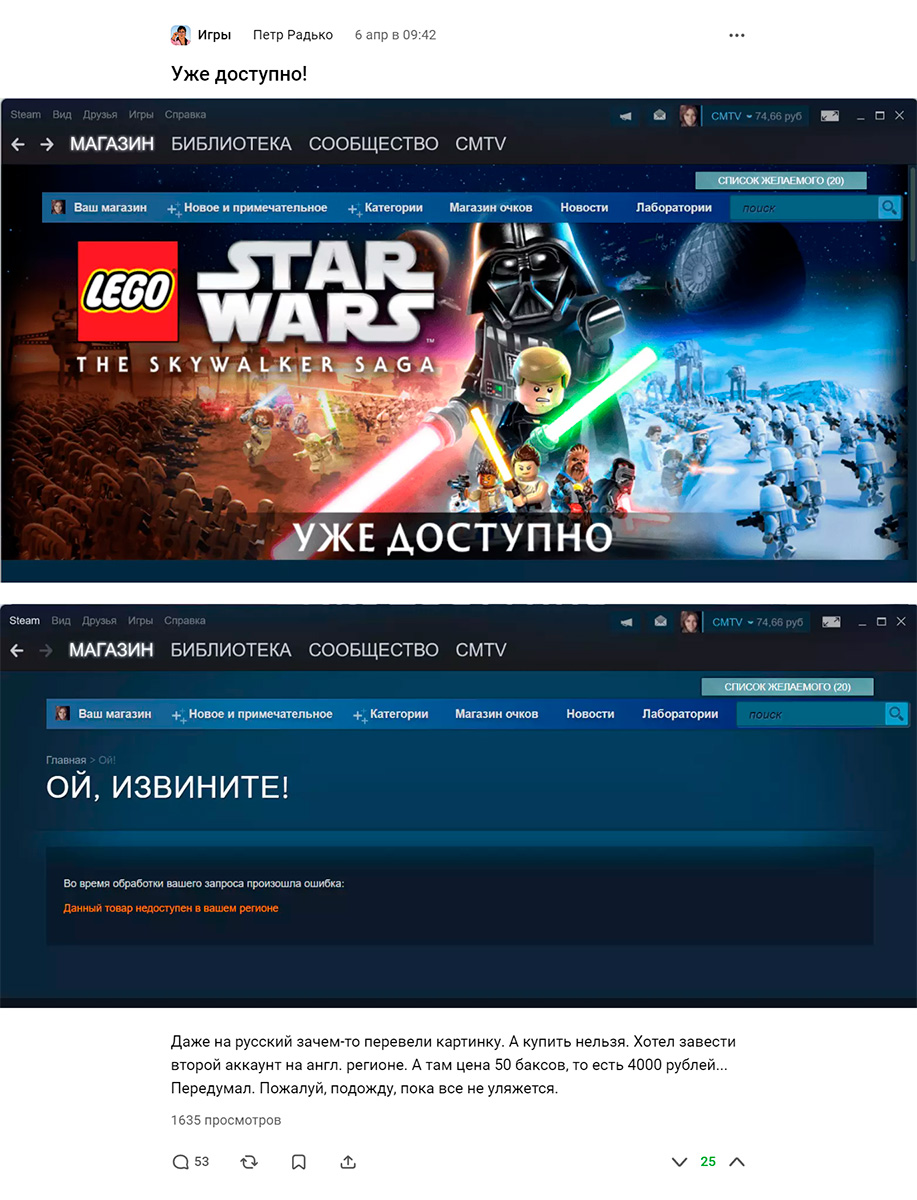 Игры Петр Радько 6 апр в 09:42
Уже доступно!
Steam Вид Друзья Игры Справка
CMTV 74,66 руб
МАГАЗИН БИБЛИОТЕКА СООБЩЕСТВО CMTV
СПИСОК ЖЕЛАЕМОГО (20)
Ваш магазин Новое и примечательное Категории Магазин очков Новости Лаборатории поиск
LEGO
STAR
WARS
THE SKYWALKER SAGA
УЖЕ ДОСТУПНО
Steam Вид Друзья Игры Справка
CMTV 74,66 руб
МАГАЗИН БИБЛИОТЕКА СООБЩЕСТВО CMTV
СПИСОК ЖЕЛАЕМОГО (20)
Ваш магазин Новое и примечательное Категории Магазин очков Новости Лаборатории поиск
Главная > Ой!
ОЙ, ИЗВИНИТЕ!
Во время обработки вашего запроса произошла ошибка:
Данный товар недоступен в вашем регионе
Даже на русский зачем-то перевели картинку. А купить нельзя. Хотел завести
второй аккаунт на англ. регионе. А там цена 50 баксов, то есть 4000 рублей...
Передумал. Пожалуй, подожду, пока все не уляжется.
1635 просмотров
53 25